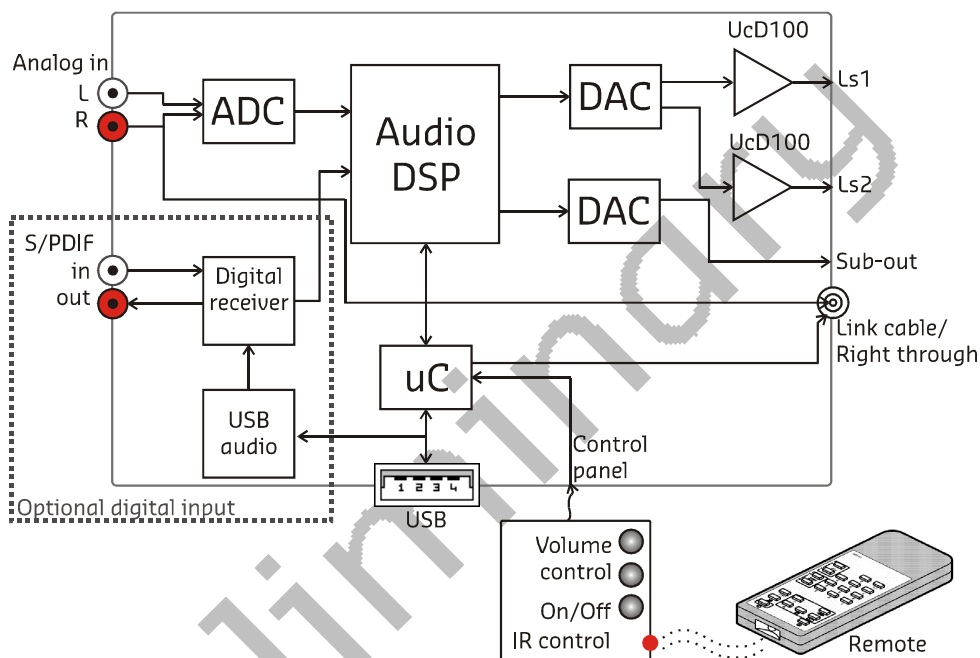 UcD100
Analog in
L
R
ADC
Audio
DSP
DAC
Ls1
UcD100
DAC
Ls2
S/PDIF
in
out
Digital
receiver
Sub-out
Link cable/
Right through
uC
USB
audio
Control
panel
1 2 3 4
Optional digital input
USB
Volume
control
On/Off
IR control
Remote
liminary